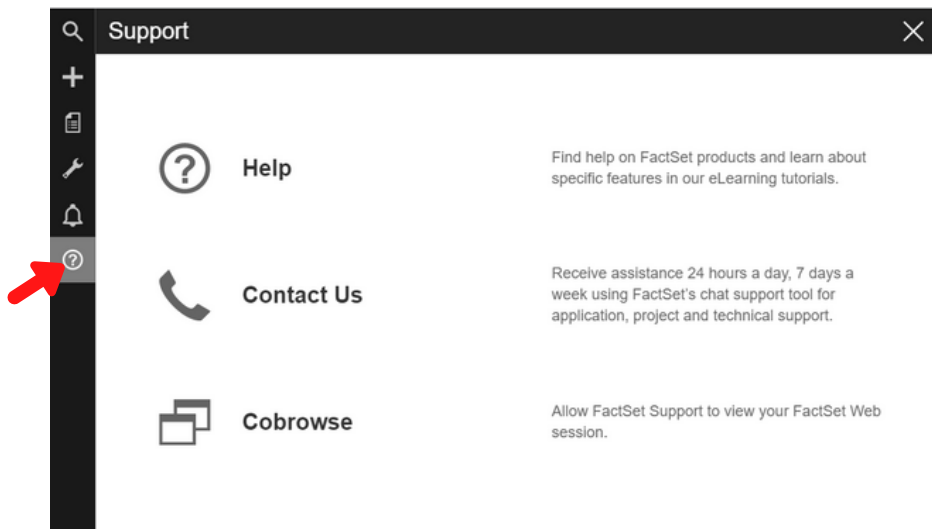 Support
Help
Find help on FactSet products and learn about
specific features in our eLearning tutorials.
Contact Us
Receive assistance 24 hours a day, 7 days a
week using FactSet's chat support tool for
application, project and technical support.
Cobrowse
Allow FactSet Support to view your FactSet Web
session.